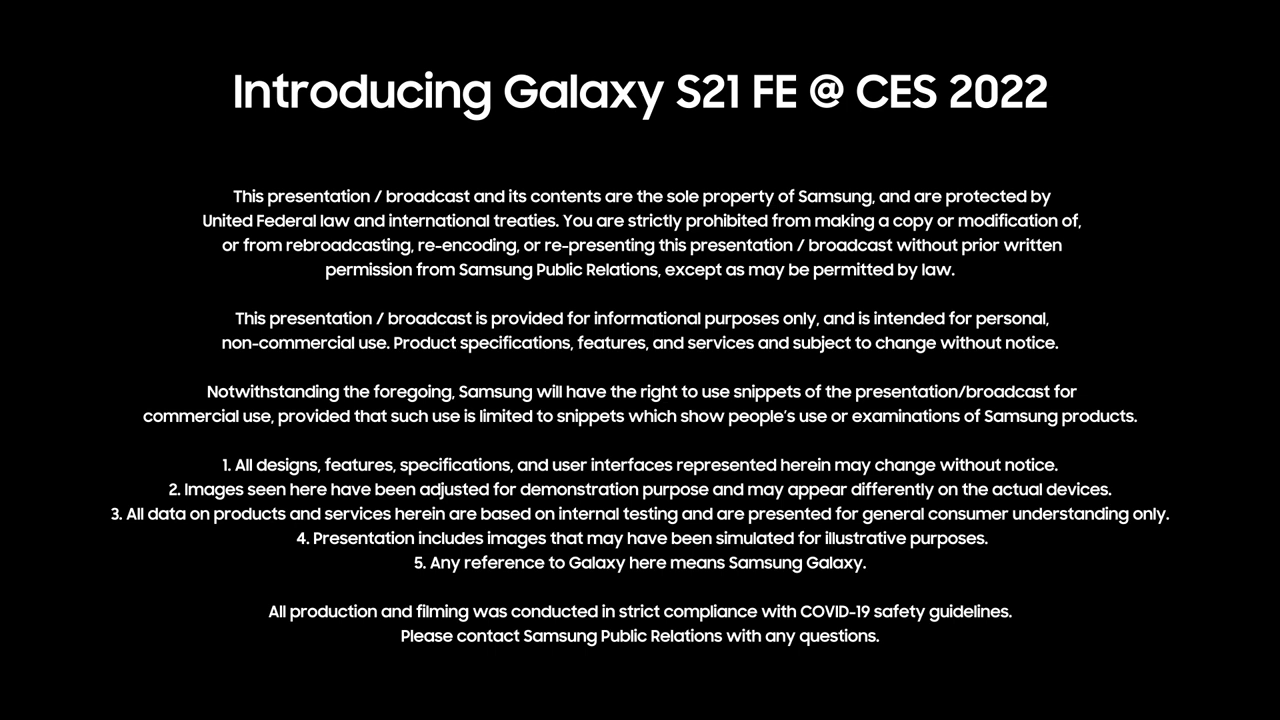 Introducing Galaxy S21 FE @ CES 2022
This presentation / broadcast and its contents are the sole property of Samsung, and are protected by
United Federal law and international treaties. You are strictly prohibited from making a copy or modification of,
or from rebroadcasting, re-encoding, or re-presenting this presentation / broadcast without prior written
permission from Samsung Public Relations, except as may be permitted by law.
This presentation / broadcast is provided for informational purposes only, and is intended for personal,
non-commercial use. Product specifications, features, and services and subject to change without notice.
Notwithstanding the foregoing, Samsung will have the right to use snippets of the presentation/broadcast for
commercial use, provided that such use is limited to snippets which show people's use or examinations of Samsung products.
1. All designs, features, specifications, and user interfaces represented herein may change without notice.
2. Images seen here have been adjusted for demonstration purpose and may appear differently on the actual devices.
3. All data on products and services herein are based on internal testing and are presented for general consumer understanding only.
4. Presentation includes images that may have been simulated for illustrative purposes.
5. Any reference to Galaxy here means Samsung Galaxy.
All production and filming was conducted in strict compliance with COVID-19 safety guidelines.
Please contact Samsung Public Relations with any questions.